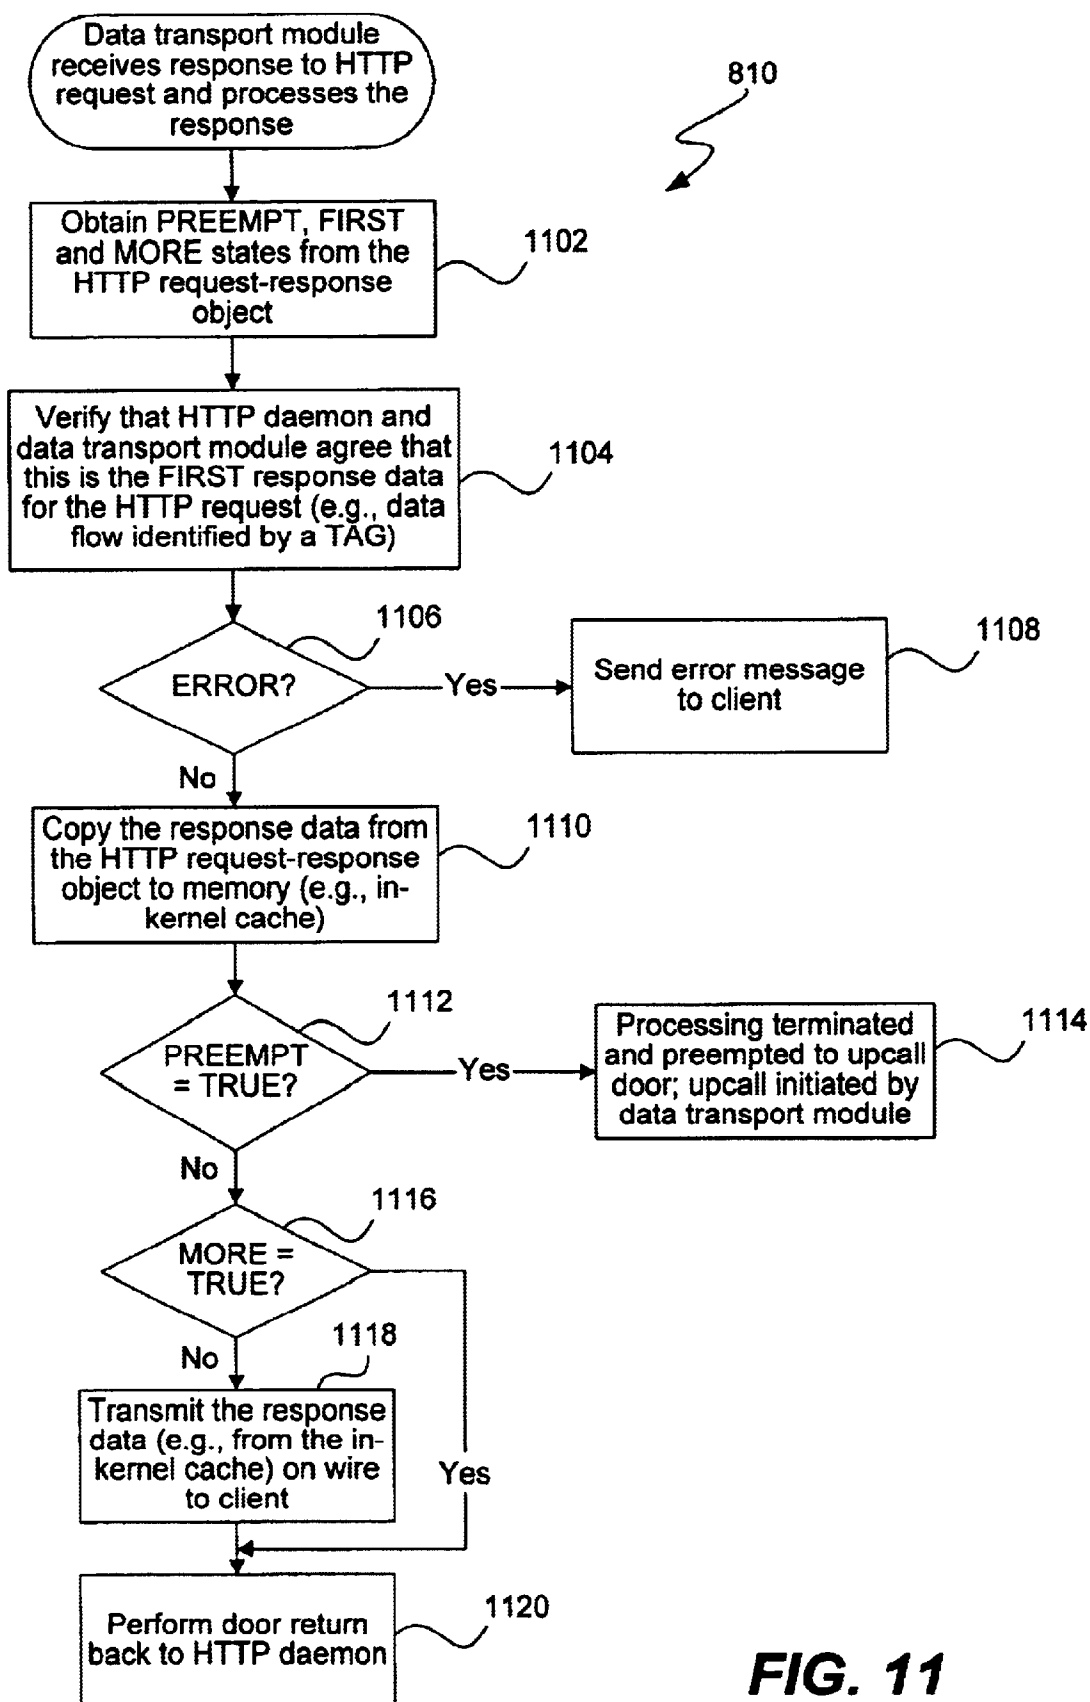 Data transport module
receives response to HTTP
request and processes the
response
810
Obtain PREEMPT, FIRST
and MORE states from the
HTTP request-response
object
1102
Verify that HTTP daemon and
data transport module agree that
this is the FIRST response data
for the HTTP request (e.g., data
flow identified by a TAG)
1104
1106
ERROR?
Yes
Send error message
to client
1108
No
Copy the response data from
the HTTP request-response
object to memory (e.g., in-
kernel cache)
1110
1112
PREEMPT
= TRUE?
Yes
Processing terminated
and preempted to upcall
door; upcall initiated by
data transport module
1114
No
1116
MORE =
TRUE?
No
1118
Transmit the response
data (e.g., from the in-
kernel cache) on wire
to client
Yes
Perform door return
back to HTTP daemon
1120
FIG. 11